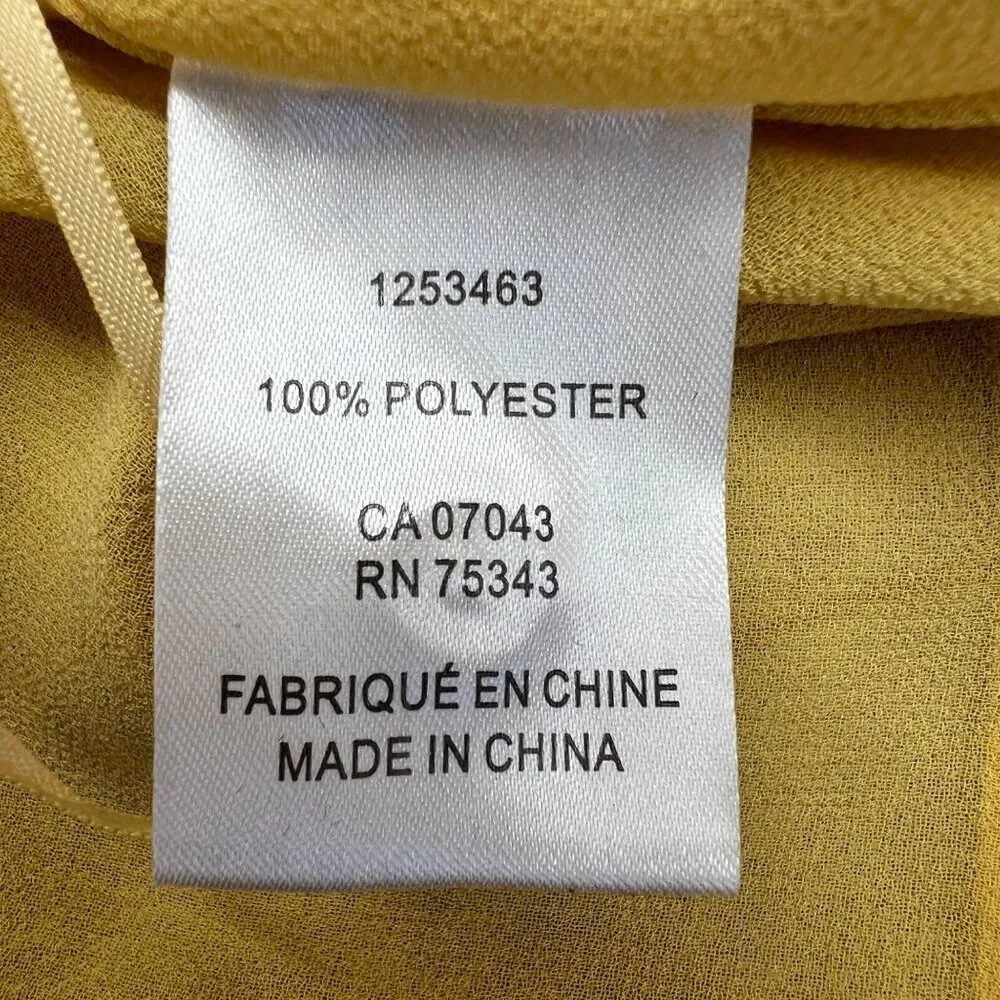 1253463
100% POLYESTER
CA 07043
RN 75343
FABRIQUÉ EN CHINE
MADE IN CHINA